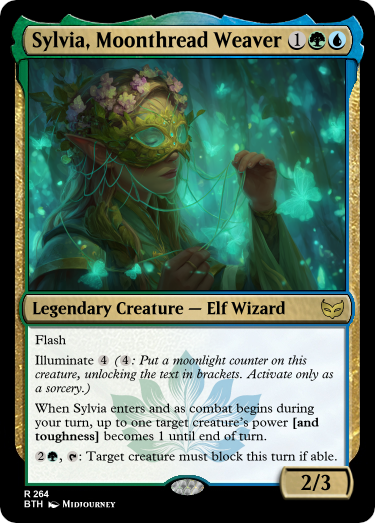 Sylvia, Moonthread Weaver 1
Legendary Creature — Elf Wizard
Flash
Illuminate 4 (4: Put a moonlight counter on this
creature, unlocking the text in brackets. Activate only as
a sorcery.)
When Sylvia enters and as combat begins during
your turn, up to one target creature's power [and
toughness] becomes 1 until end of turn.
2, : Target creature must block this turn if able.
2/3
R 264
BTH Midjourney